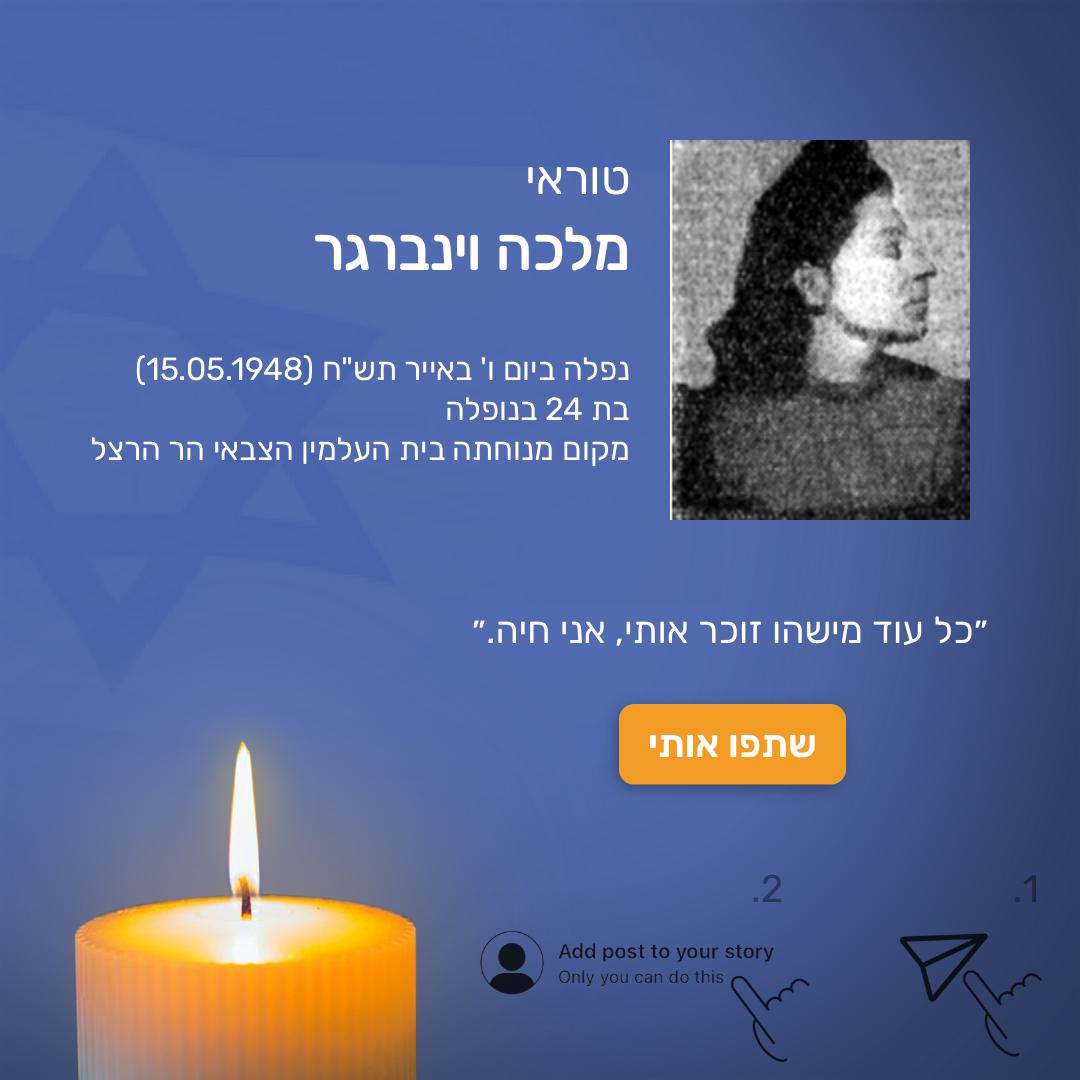 טוראי
מלכה וינברגר
נפלה ביום ו' באייר תש"ח (15.05.1948)
בת 24 בנופלה
מקום מנוחתה בית העלמין הצבאי הר הרצל
״כל עוד מישהו זוכר אותי, אני חיה.״
שתפו אותי
1.
2.
Add post to your story
Only you can do this